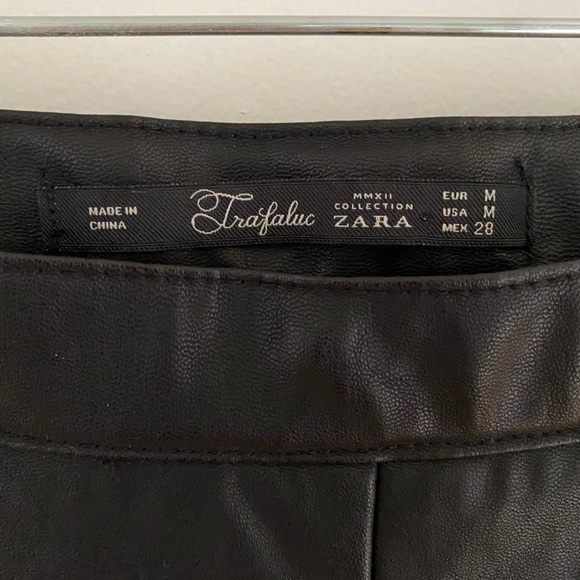 MADE IN
CHINA
Trafaluc
MMXII
COLLECTION
ZARA
EUR M
USA M
MEX 28